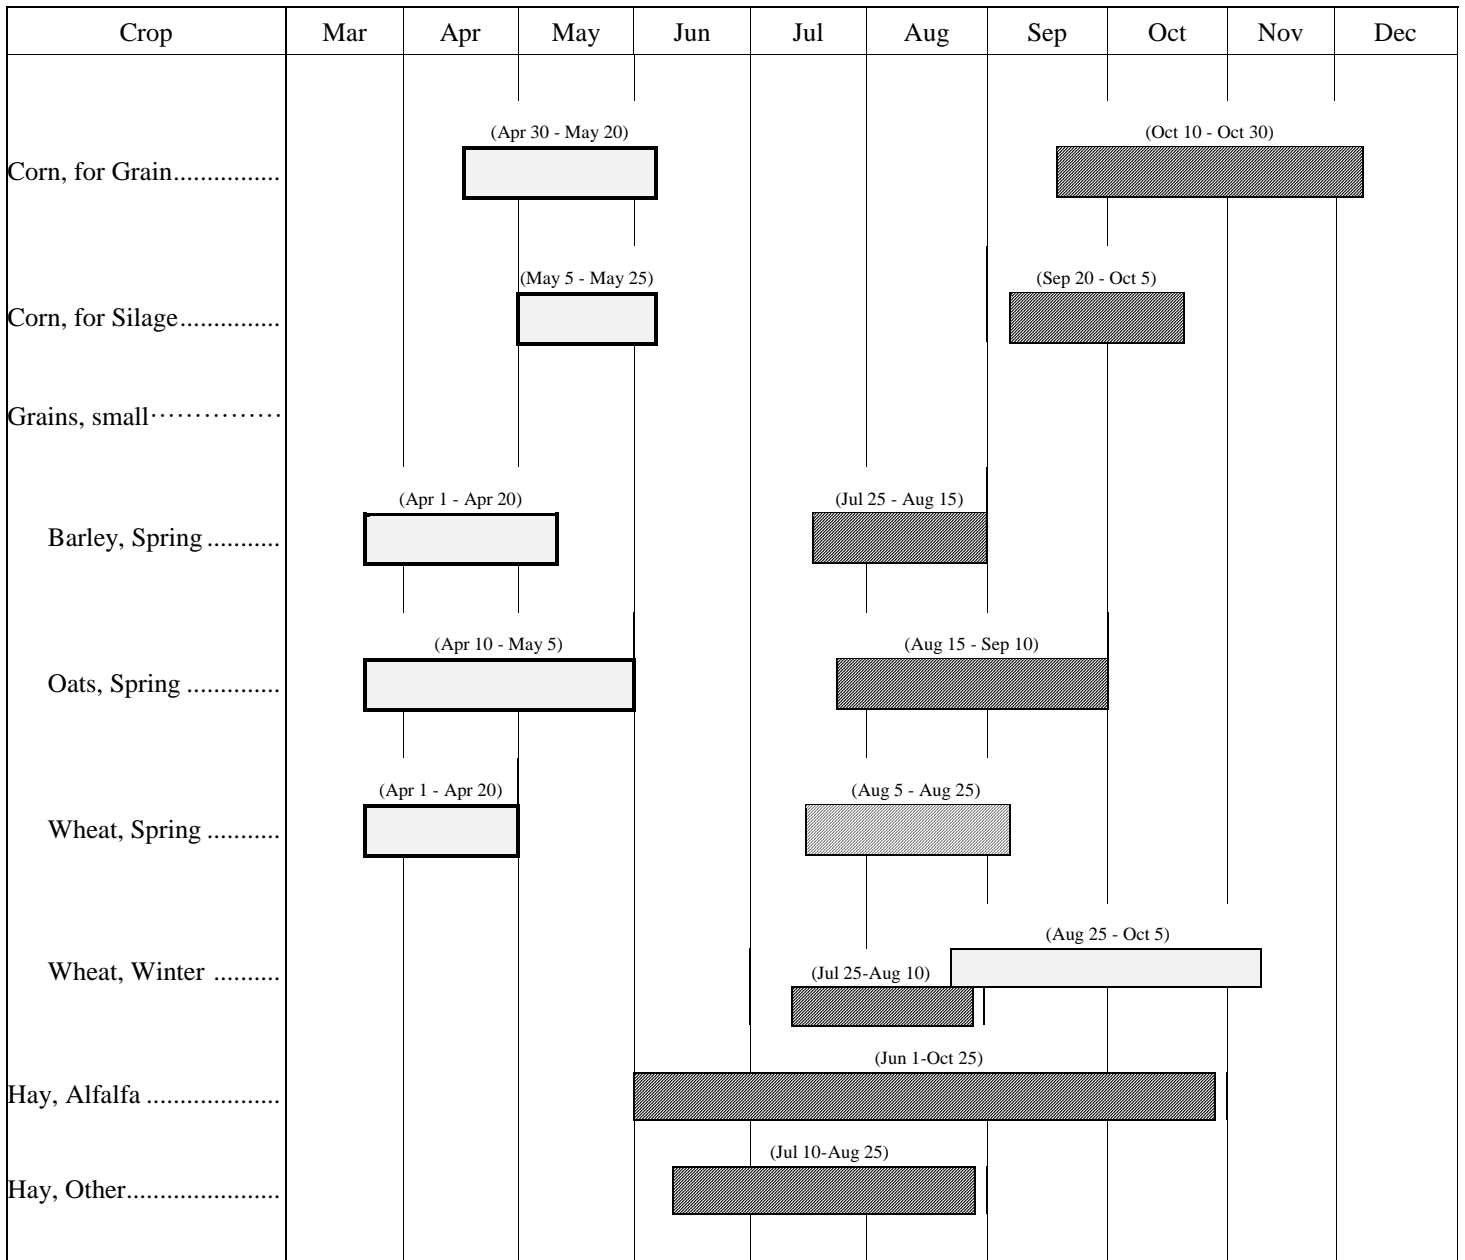 Crop Mar Apr May Jun Jul Aug Sep Oct Nov Dec
(Apr 30 - May 20) (Oct 10 - Oct 30)
Corn, for Grain................
(May 5 - May 25) (Sep 20 - Oct 5)
Corn, for Silage...............
Grains, small...............
(Apr 1 - Apr 20) (Jul 25 - Aug 15)
Barley, Spring ...........
(Apr 10 - May 5) (Aug 15 - Sep 10)
Oats, Spring ..............
(Apr 1 - Apr 20) (Aug 5 - Aug 25)
Wheat, Spring ...........
(Aug 25 - Oct 5)
Wheat, Winter .......... (Jul 25-Aug 10)
(Jun 1-Oct 25)
Hay, Alfalfa ....................
(Jul 10-Aug 25)
Hay, Other.......................